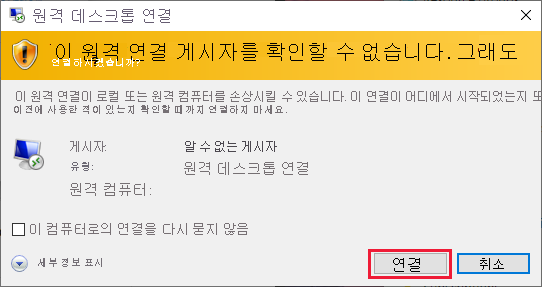 원격 데스크톱 연결
이 원격 연결 게시자를 확인할 수 없습니다. 그래도
연결하시겠습니까?
이 원격 연결이 로컬 또는 원격 컴퓨터를 손상시킬 수 있습니다. 이 연결이 어디에서 시작되었는지 또
이전에 사용한 적이 있는지 확인할 때까지 연결하지 마세요.
게시자: 알 수 없는 게시자
유형: 원격 데스크톱 연결
원격 컴퓨터:
이 컴퓨터로의 연결을 다시 묻지 않음
세부 정보 표시
연결 취소